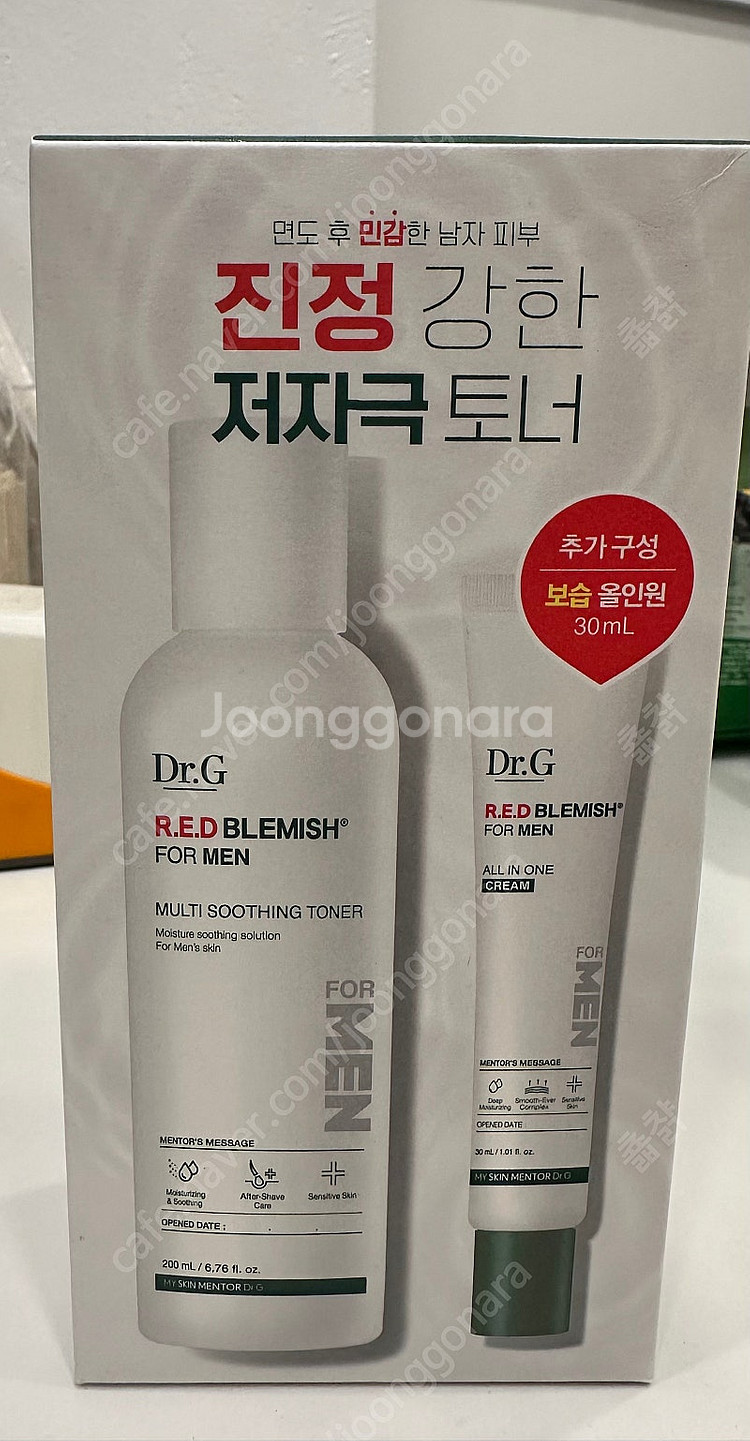 면도 후 민감한 남자 피부
진정 강한
저자극 토너
추가 구성
보습 올인원
30mL
Dr.G
R.E.D BLEMISH®
FOR MEN
MULTI SOOTHING TONER
Moisture soothing solution
For Men's skin
FOR
MEN
MENTOR'S MESSAGE
Moisturizing
& Soothing
After-Shave
Care
Sensitive Skin
OPENED DATE : . .
200 mL / 6.76 fl. oz.
MY SKIN MENTOR Dr.G
Dr.G
R.E.D BLEMISH®
FOR MEN
ALL IN ONE
CREAM
FOR
MEN
MENTOR'S MESSAGE
Deep
Moisturizing
Smooth-Ever
Complex
Sensitive
Skin
OPENED DATE
30 mL / 1.01 fl. oz.
MY SKIN MENTOR Dr.G
Joonggonara
cafe.naver.com/joonggonara